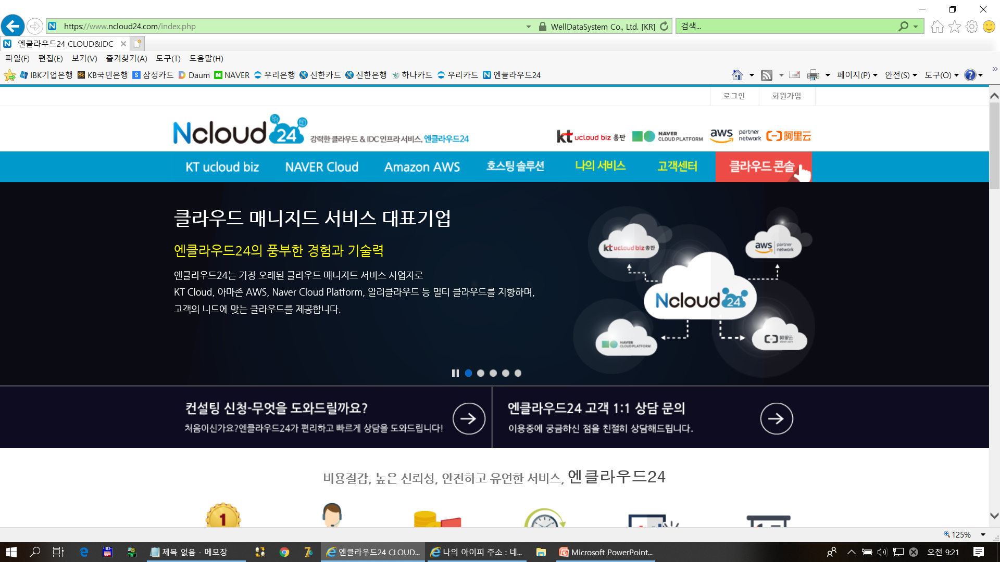 https://www.ncloud24.com/index.php
WellDataSystem Co., Ltd. [KR]
검색...
엔클라우드24 CLOUD&IDC
파일(F) 편집(E) 보기(V) 즐겨찾기(A) 도구(T) 도움말(H)
IBK기업은행 KB국민은행 삼성카드 Daum NAVER 우리은행 신한카드 신한은행 하나카드 우리카드 엔클라우드24
페이지(P) 안전(S) 도구(O)
로그인 회원가입
Ncloud24 강력한 클라우드 & IDC 인프라 서비스, 엔클라우드24
kt ucloud biz 총판 NAVER CLOUD PLATFORM aws partner network 阿里云
KT ucloud biz NAVER Cloud Amazon AWS 호스팅 솔루션 나의 서비스 고객센터 클라우드 콘솔
클라우드 매니지드 서비스 대표기업
엔클라우드24의 풍부한 경험과 기술력
엔클라우드24는 가장 오래된 클라우드 매니지드 서비스 사업자로
KT Cloud, 아마존 AWS, Naver Cloud Platform, 알리클라우드 등 멀티 클라우드를 지향하며,
고객의 니드에 맞는 클라우드를 제공합니다.
kt ucloud biz 총판
aws partner network
Ncloud24
NAVER CLOUD PLATFORM
阿里云
컨설팅 신청-무엇을 도와드릴까요?
처음이신가요?엔클라우드24가 편리하고 빠르게 상담을 도와드립니다!
엔클라우드24 고객 1:1 상담 문의
이용중에 궁금하신 점을 친절히 상담해드립니다.
비용절감, 높은 신뢰성, 안전하고 유연한 서비스, 엔클라우드24
1
125%
제목 없음 - 메모장
엔클라우드24 CLOUD...
나의 아이피 주소 : 네...
Microsoft PowerPoint...
오전 9:21